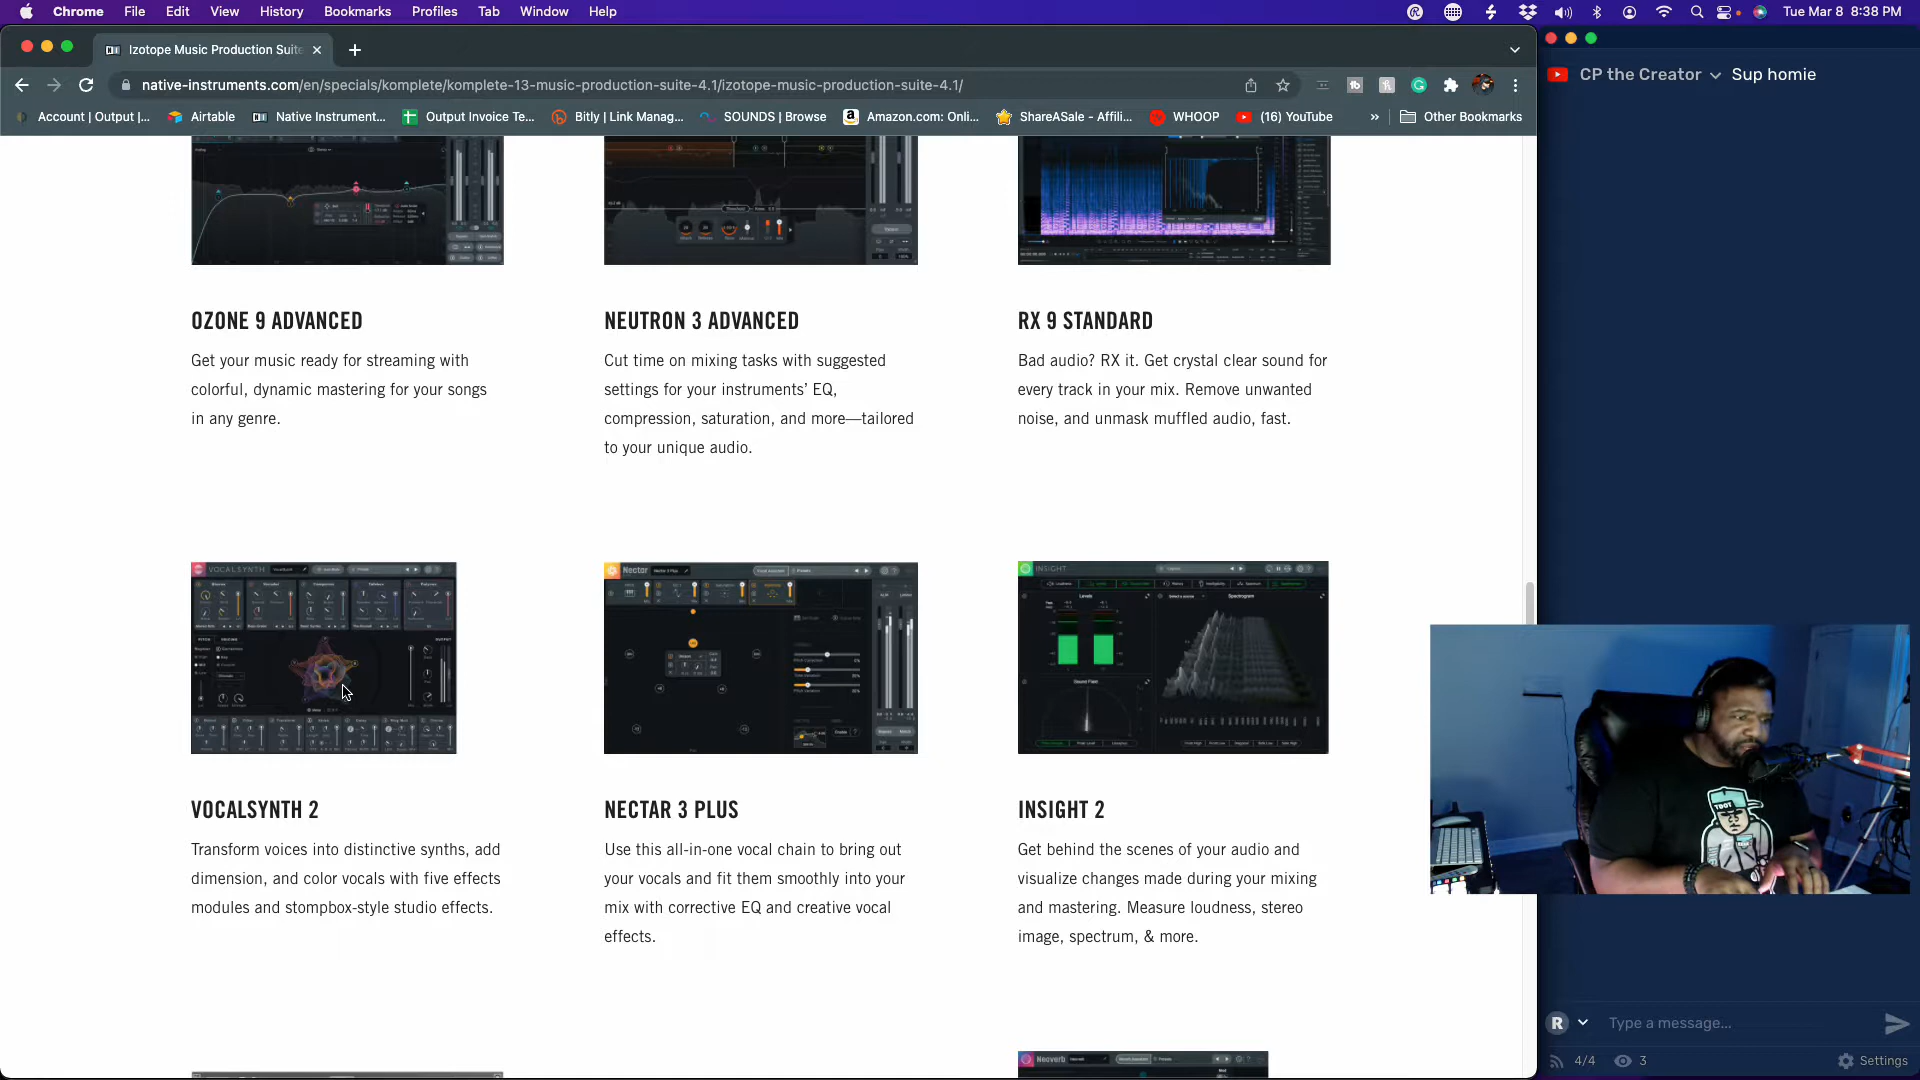 Chrome File Edit View History Bookmarks Profiles Tab Window Help
Tue Mar 8 8:38 PM
Izotope Music Production Suite
native-instruments.com/en/specials/komplete/komplete-13-music-production-suite-4.1/izotope-music-production-suite-4.1/
Account | Output |... Airtable Native Instrument... Output Invoice Te... Bitly | Link Manag... SOUNDS | Browse Amazon.com: Onli... ShareASale - Affili... WHOOP (16) YouTube » Other Bookmarks
CP the Creator Sup homie
OZONE 9 ADVANCED
Get your music ready for streaming with
colorful, dynamic mastering for your songs
in any genre.
NEUTRON 3 ADVANCED
Cut time on mixing tasks with suggested
settings for your instruments’ EQ,
compression, saturation, and more—tailored
to your unique audio.
RX 9 STANDARD
Bad audio? RX it. Get crystal clear sound for
every track in your mix. Remove unwanted
noise, and unmask muffled audio, fast.
VOCALSYNTH
Nectar
INSIGHT
Levels
Spectrogram
Sound Field
VOCALSYNTH 2
Transform voices into distinctive synths, add
dimension, and color vocals with five effects
modules and stompbox-style studio effects.
NECTAR 3 PLUS
Use this all-in-one vocal chain to bring out
your vocals and fit them smoothly into your
mix with corrective EQ and creative vocal
effects.
INSIGHT 2
Get behind the scenes of your audio and
visualize changes made during your mixing
and mastering. Measure loudness, stereo
image, spectrum, & more.
Neoverb
TDOT
R Type a message...
4/4 3 Settings